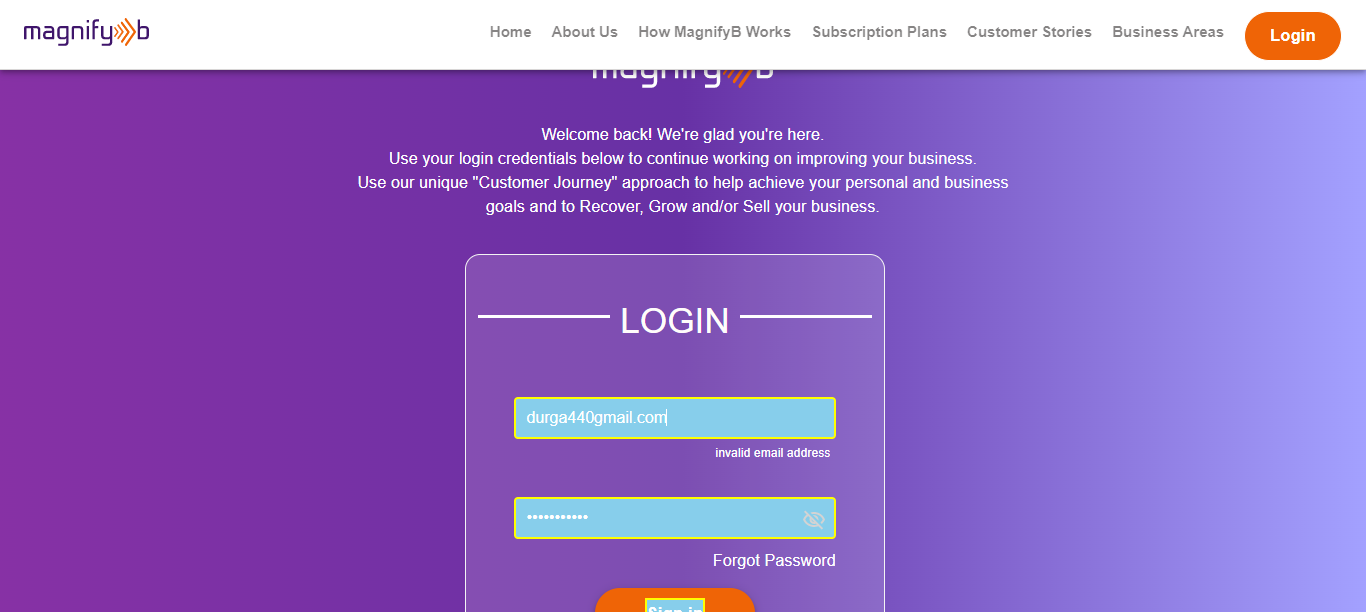 magnifyb
Home About Us How MagnifyB Works Subscription Plans Customer Stories Business Areas Login
magnifyb
Welcome back! We're glad you're here.
Use your login credentials below to continue working on improving your business.
Use our unique "Customer Journey" approach to help achieve your personal and business
goals and to Recover, Grow and/or Sell your business.
LOGIN
durga440gmail.com
invalid email address
•••••••••••
Forgot Password
Sign in